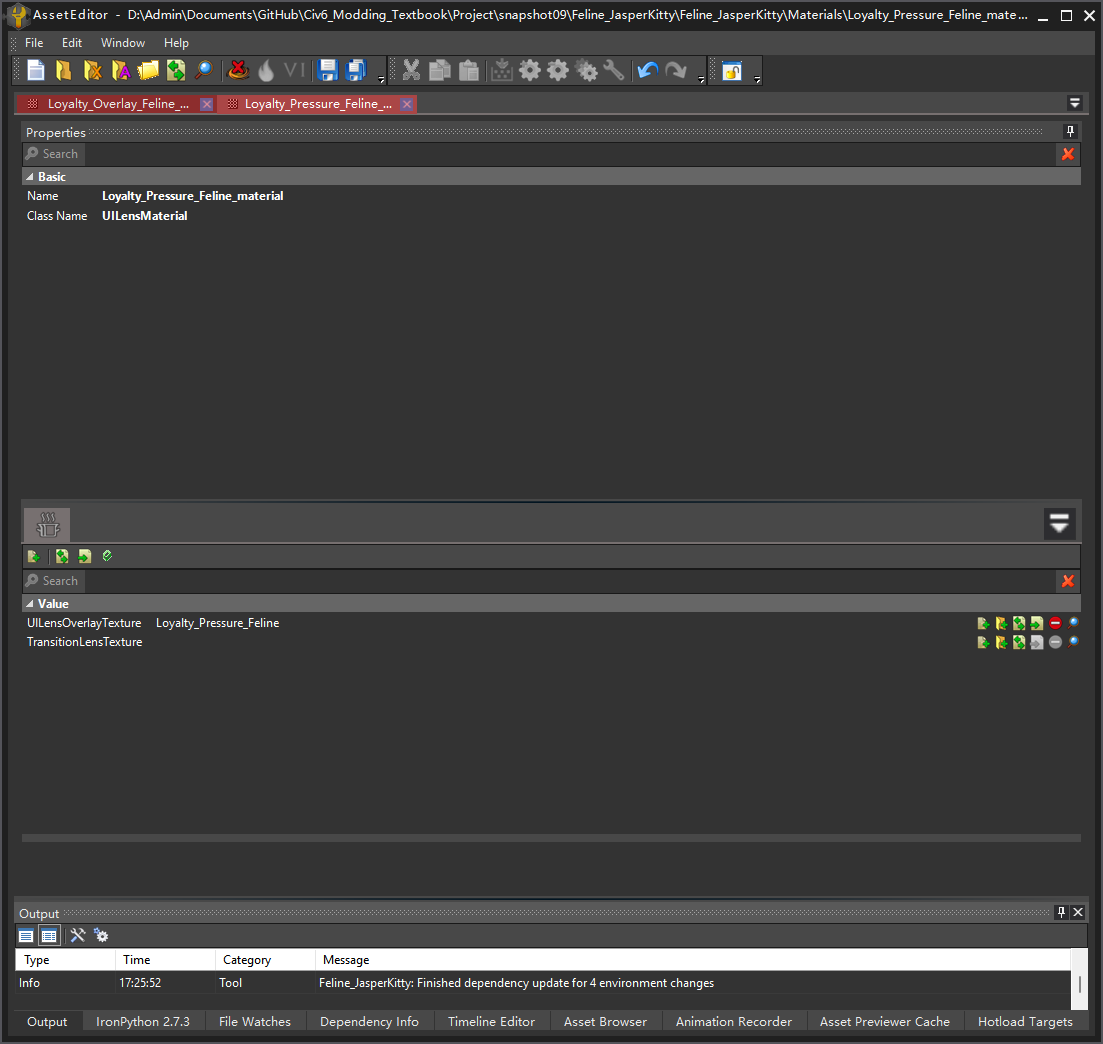 AssetEditor - D:\Admin\Documents\GitHub\Civ6_Modding_Textbook\Project\snapshot09\Feline_JasperKitty\Feline_JasperKitty\Materials\Loyalty_Pressure_Feline_mate...
File Edit Window Help
VI
Loyalty_Overlay_Feline_... Loyalty_Pressure_Feline_...
Properties
Search
Basic
Name Loyalty_Pressure_Feline_material
Class Name UILensMaterial
Search
Value
UILensOverlayTexture Loyalty_Pressure_Feline
TransitionLensTexture
Output
Type Time Category Message
Info 17:25:52 Tool Feline_JasperKitty: Finished dependency update for 4 environment changes
Output IronPython 2.7.3 File Watches Dependency Info Timeline Editor Asset Browser Animation Recorder Asset Previewer Cache Hotload Targets